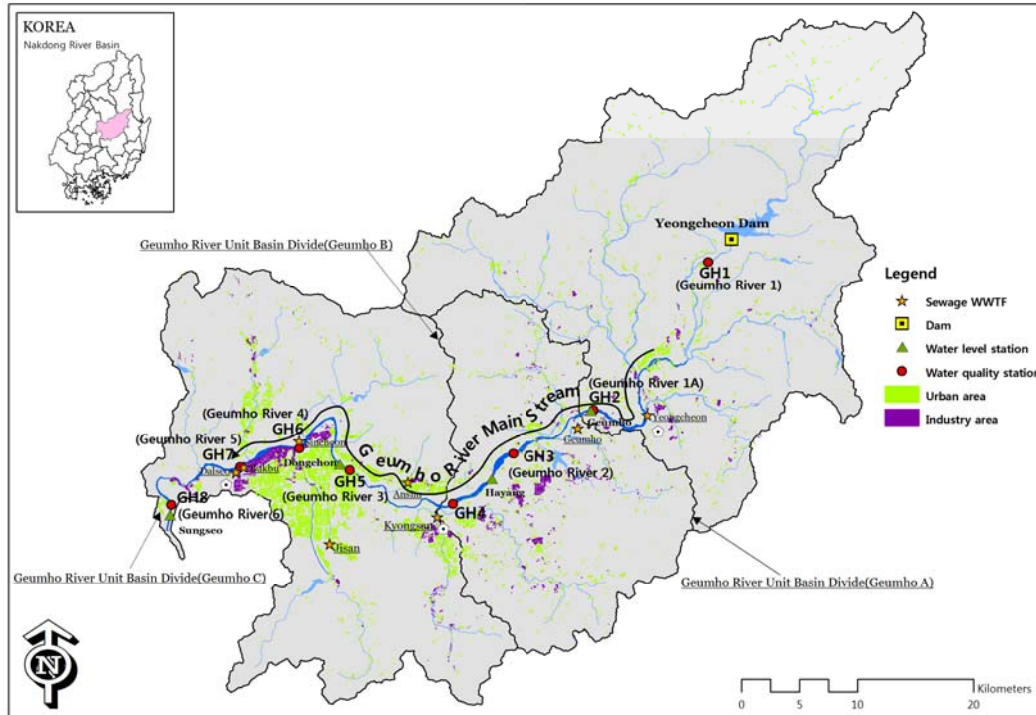 KOREA
Nakdong River Basin
Geumho River Unit Basin Divide(Geumho B)
Yeongcheon Dam
GH1
(Geumho River 1)
Legend
Sewage WWTF
Dam
Water level station
Water quality station
Urban area
Industry area
Geumho River Main Stream
(Geumho River 1A)
GH2
Geumho
Yeongcheon
Geumho
(Geumho River 4)
GH6
Sincheon
(Geumho River 5)
GH7
Dalseo
Bukbu
Dongchon
GH5
(Geumho River 3)
Ansim
GN3
(Geumho River 2)
Hayang
GH4
Kyongsan
GH8
(Geumho River 6)
Sungseo
Jisan
Geumho River Unit Basin Divide(Geumho C)
Geumho River Unit Basin Divide(Geumho A)
N
Kilometers
0 5 10 20